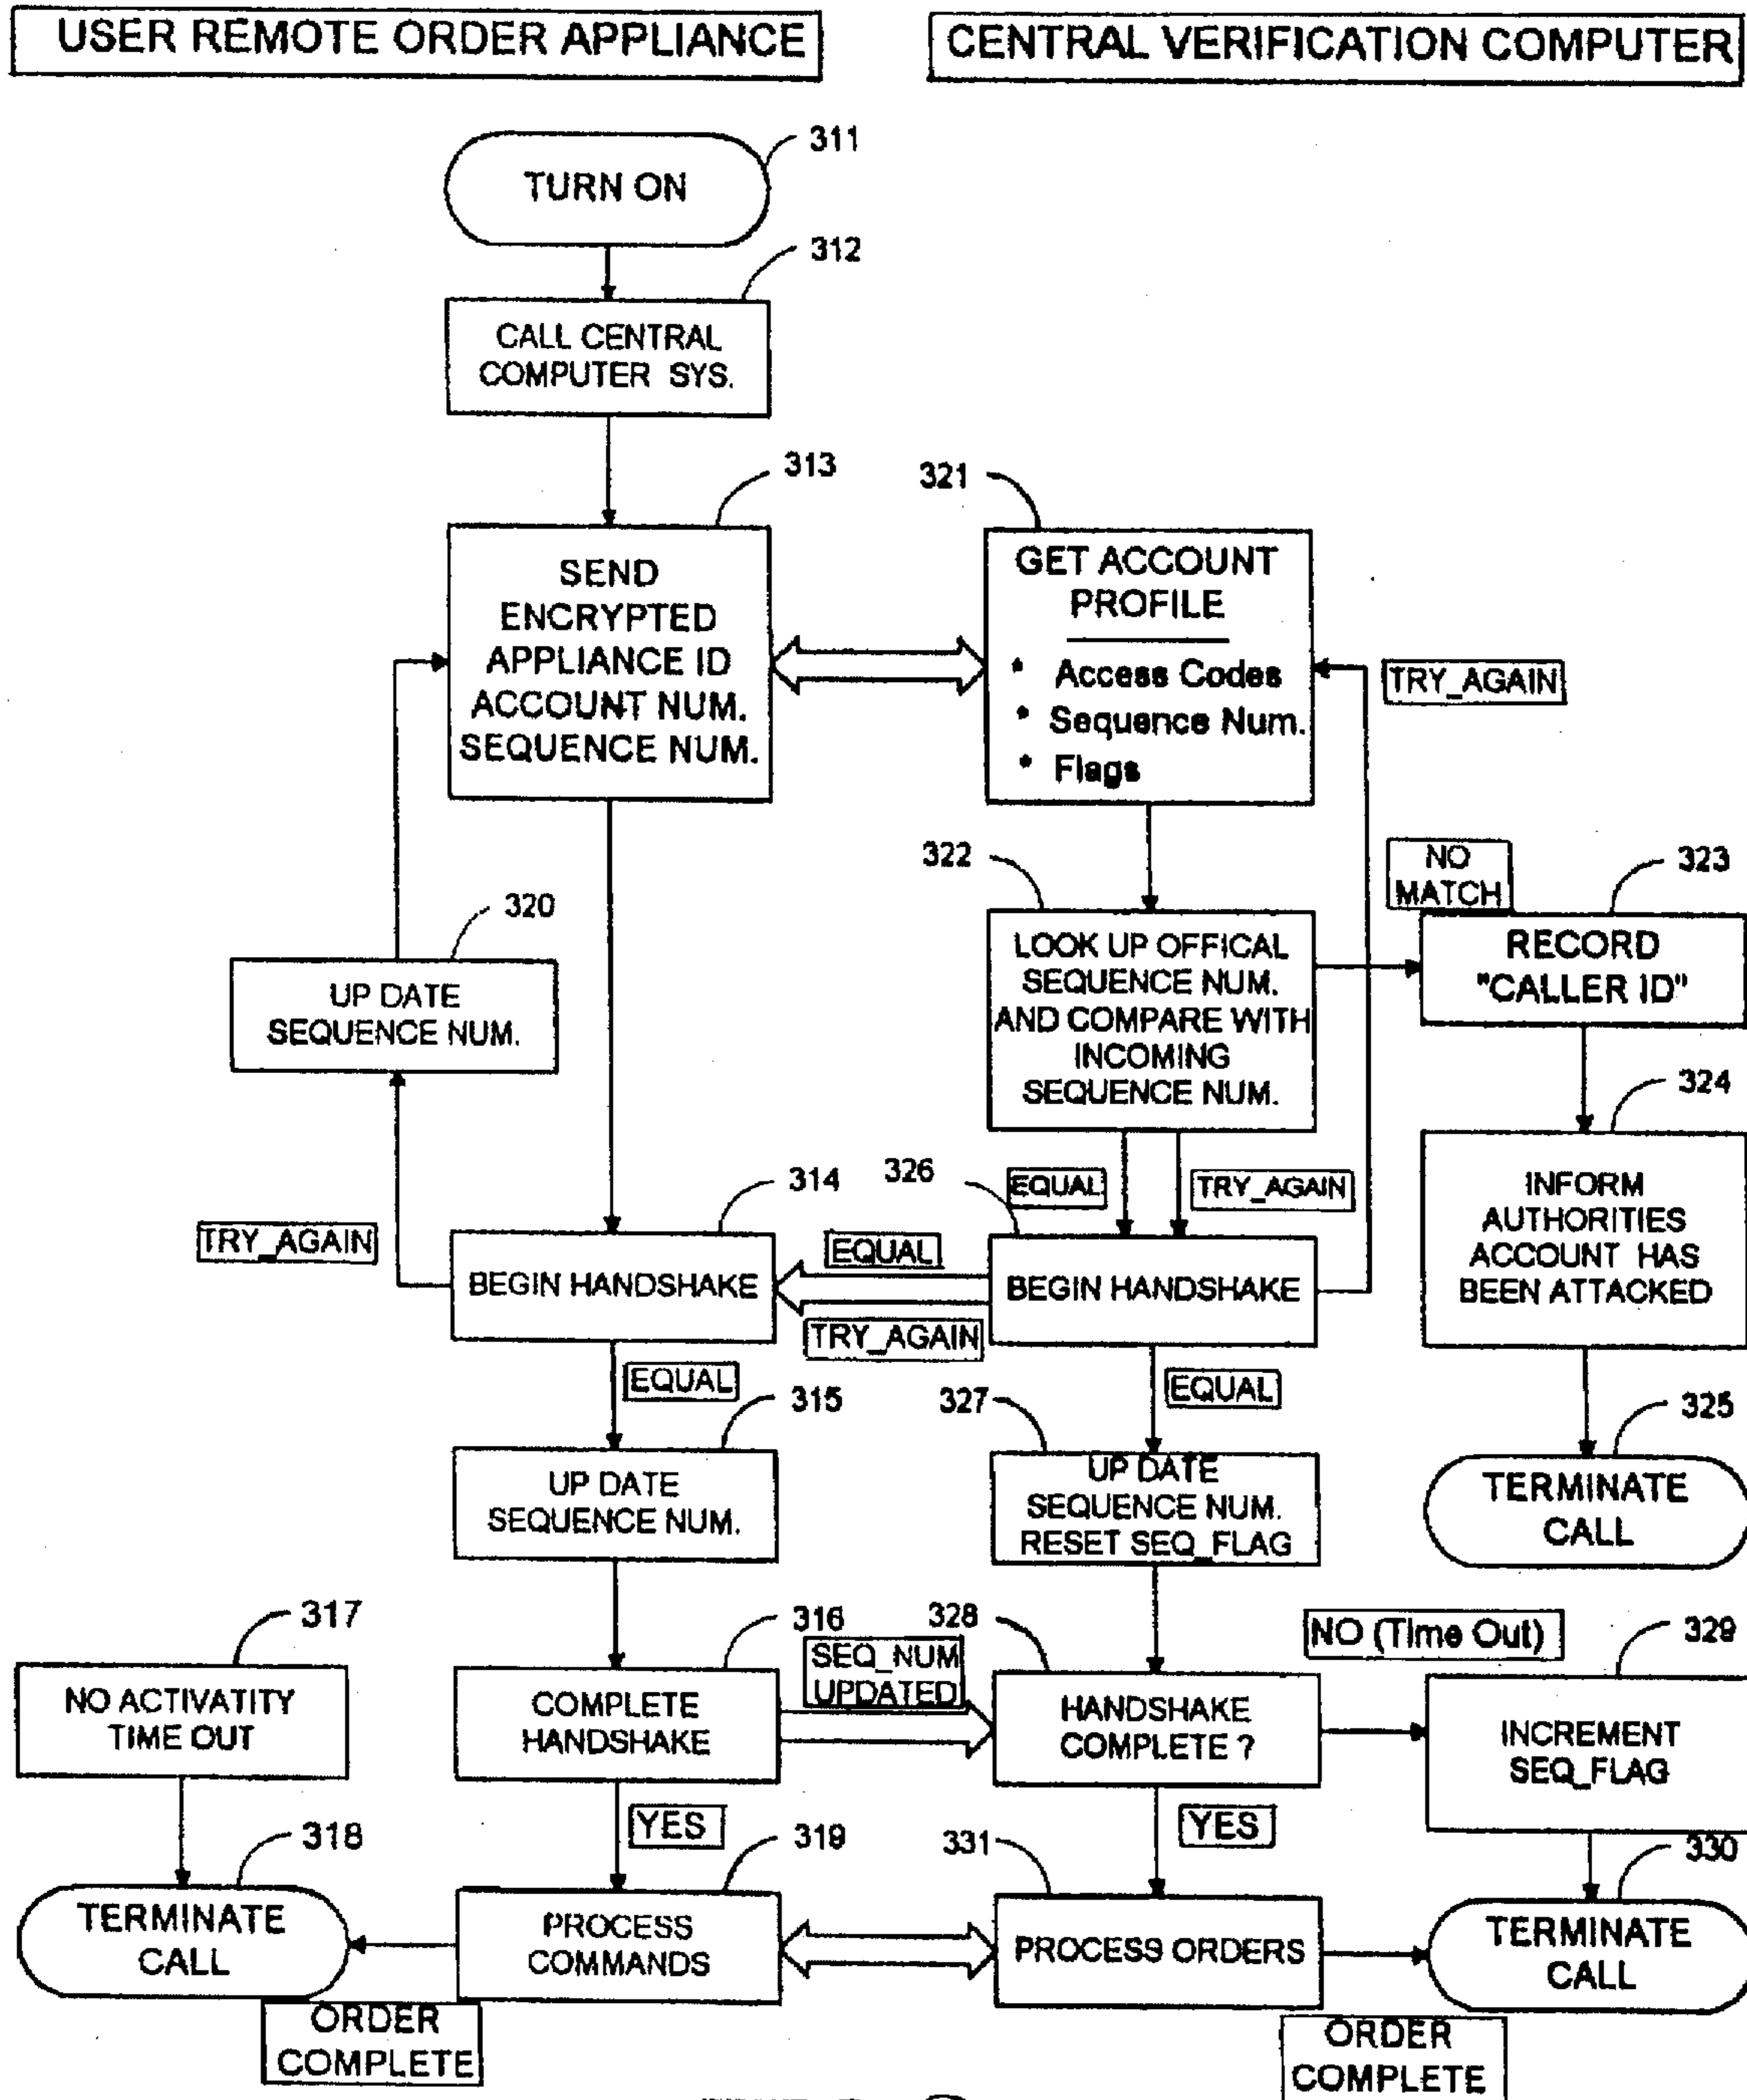 USER REMOTE ORDER APPLIANCE
CENTRAL VERIFICATION COMPUTER
311
TURN ON
312
CALL CENTRAL
COMPUTER SYS.
313
SEND
ENCRYPTED
APPLIANCE ID
ACCOUNT NUM.
SEQUENCE NUM.
321
GET ACCOUNT
PROFILE
* Access Codes
* Sequence Num.
* Flags
TRY_AGAIN
322
LOOK UP OFFICAL
SEQUENCE NUM.
AND COMPARE WITH
INCOMING
SEQUENCE NUM.
NO
MATCH
323
RECORD
"CALLER ID"
320
UP DATE
SEQUENCE NUM.
324
INFORM
AUTHORITIES
ACCOUNT HAS
BEEN ATTACKED
TRY_AGAIN
314
BEGIN HANDSHAKE
EQUAL
TRY_AGAIN
326
EQUAL
TRY_AGAIN
BEGIN HANDSHAKE
EQUAL
315
UP DATE
SEQUENCE NUM.
EQUAL
327
UP DATE
SEQUENCE NUM.
RESET SEQ_FLAG
325
TERMINATE
CALL
317
NO ACTIVATITY
TIME OUT
316
COMPLETE
HANDSHAKE
SEQ_NUM
UPDATED
328
HANDSHAKE
COMPLETE ?
NO (Time Out)
329
INCREMENT
SEQ_FLAG
318
TERMINATE
CALL
YES
319
PROCESS
COMMANDS
331
YES
PROCESS ORDERS
330
TERMINATE
CALL
ORDER
COMPLETE
ORDER
COMPLETE